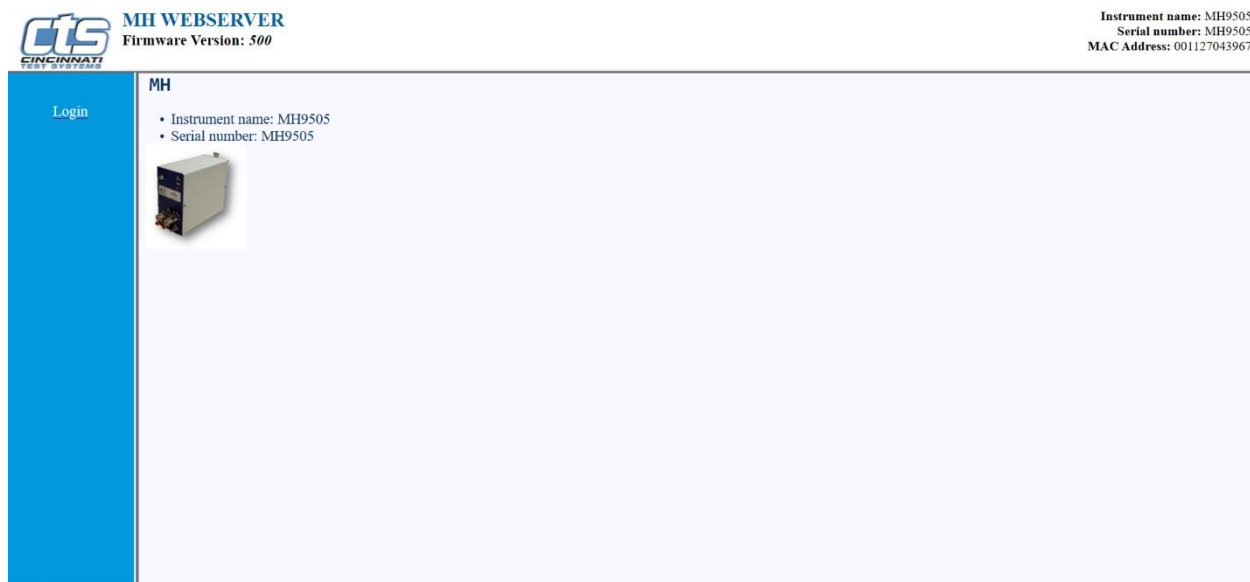 cts
CINCINNATI
TEST SYSTEMS
MH WEBSERVER
Firmware Version: 500
Instrument name: MH9505
Serial number: MH9505
MAC Address: 001127043967
Login
MH
• Instrument name: MH9505
• Serial number: MH9505